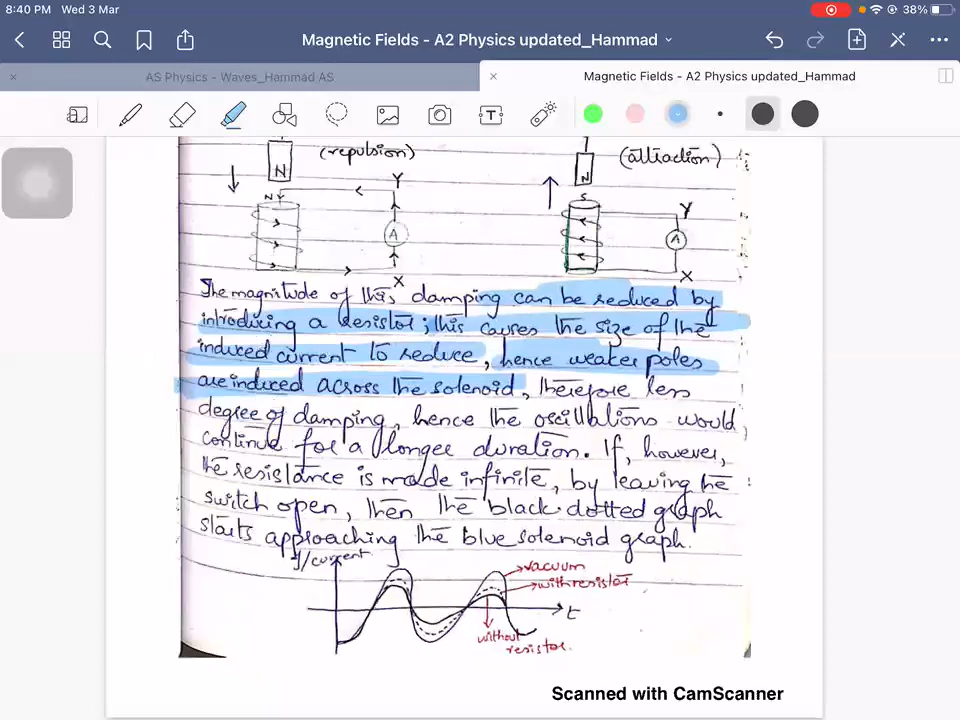 8:40 PM Wed 3 Mar
38%
Magnetic Fields - A2 Physics updated_Hammad
AS Physics - Waves_Hammad AS
Magnetic Fields - A2 Physics updated_Hammad
(repulsion)
(attraction)
N
N
N
S
Y
Y
A
A
X
X
The magnitude of this damping can be reduced by
introducing a resistor; this causes the size of the
induced current to reduce, hence weaker poles
are induced across the solenoid, therefore less
degree of damping, hence the oscillations would
continue for a longer duration. If, however,
the resistance is made infinite, by leaving the
switch open, then the black dotted graph
starts approaching the blue solenoid graph.
y/current
vacuum
with resistor
t
without
resistor.
Scanned with CamScanner